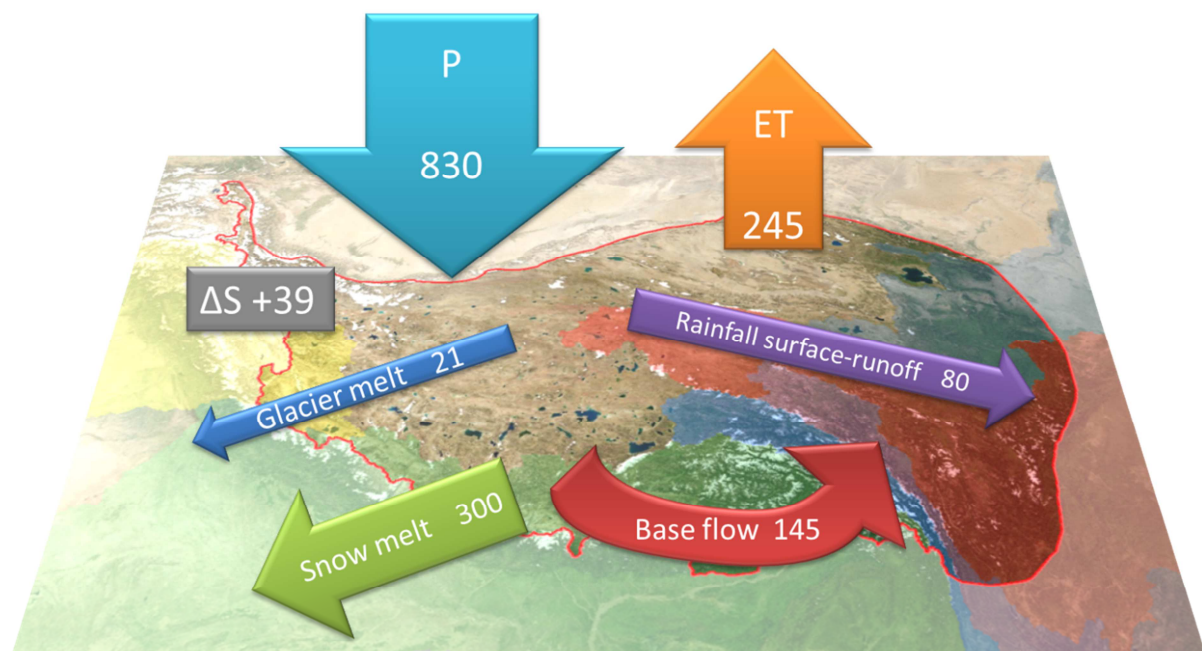 P
830
ET
245
ΔS +39
Rainfall surface-runoff 80
Glacier melt 21
Snow melt 300
Base flow 145